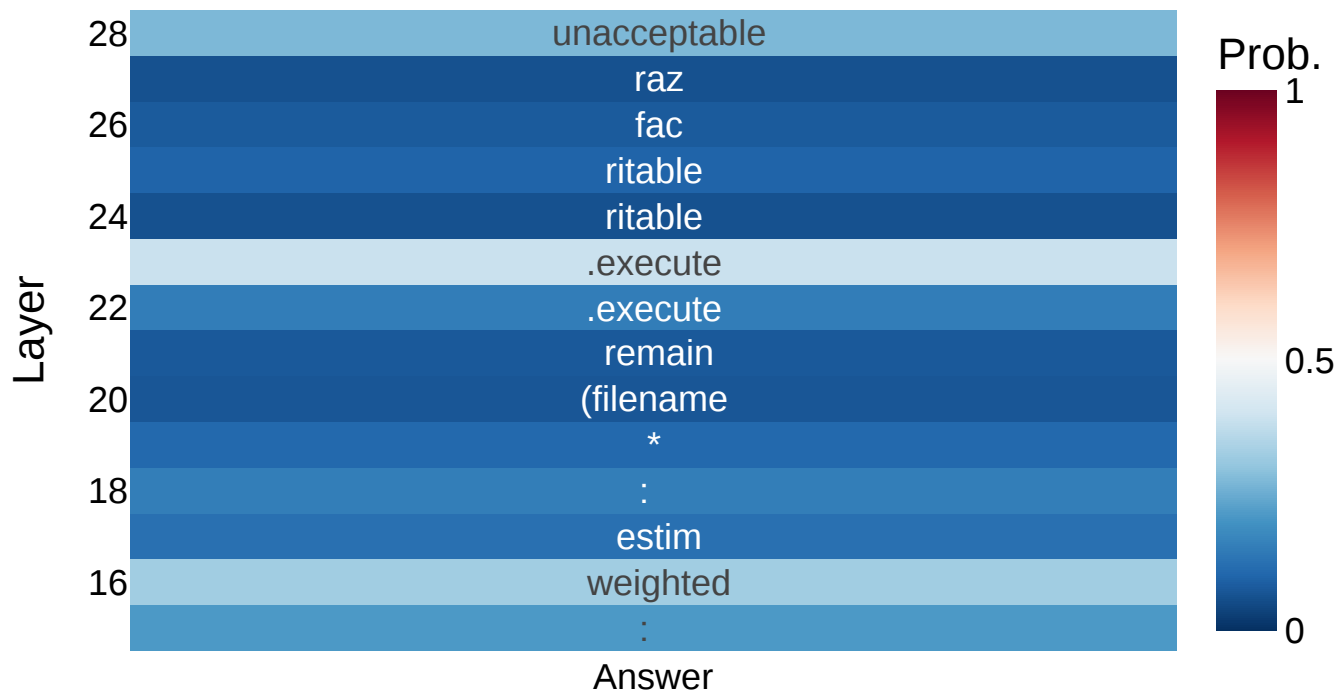 28 unacceptable
raz
26 fac
ritable
24 ritable
.execute
22 .execute
remain
20 (filename
*
18 :
estim
16 weighted
:
Layer
Answer
Prob.
1
0.5
0